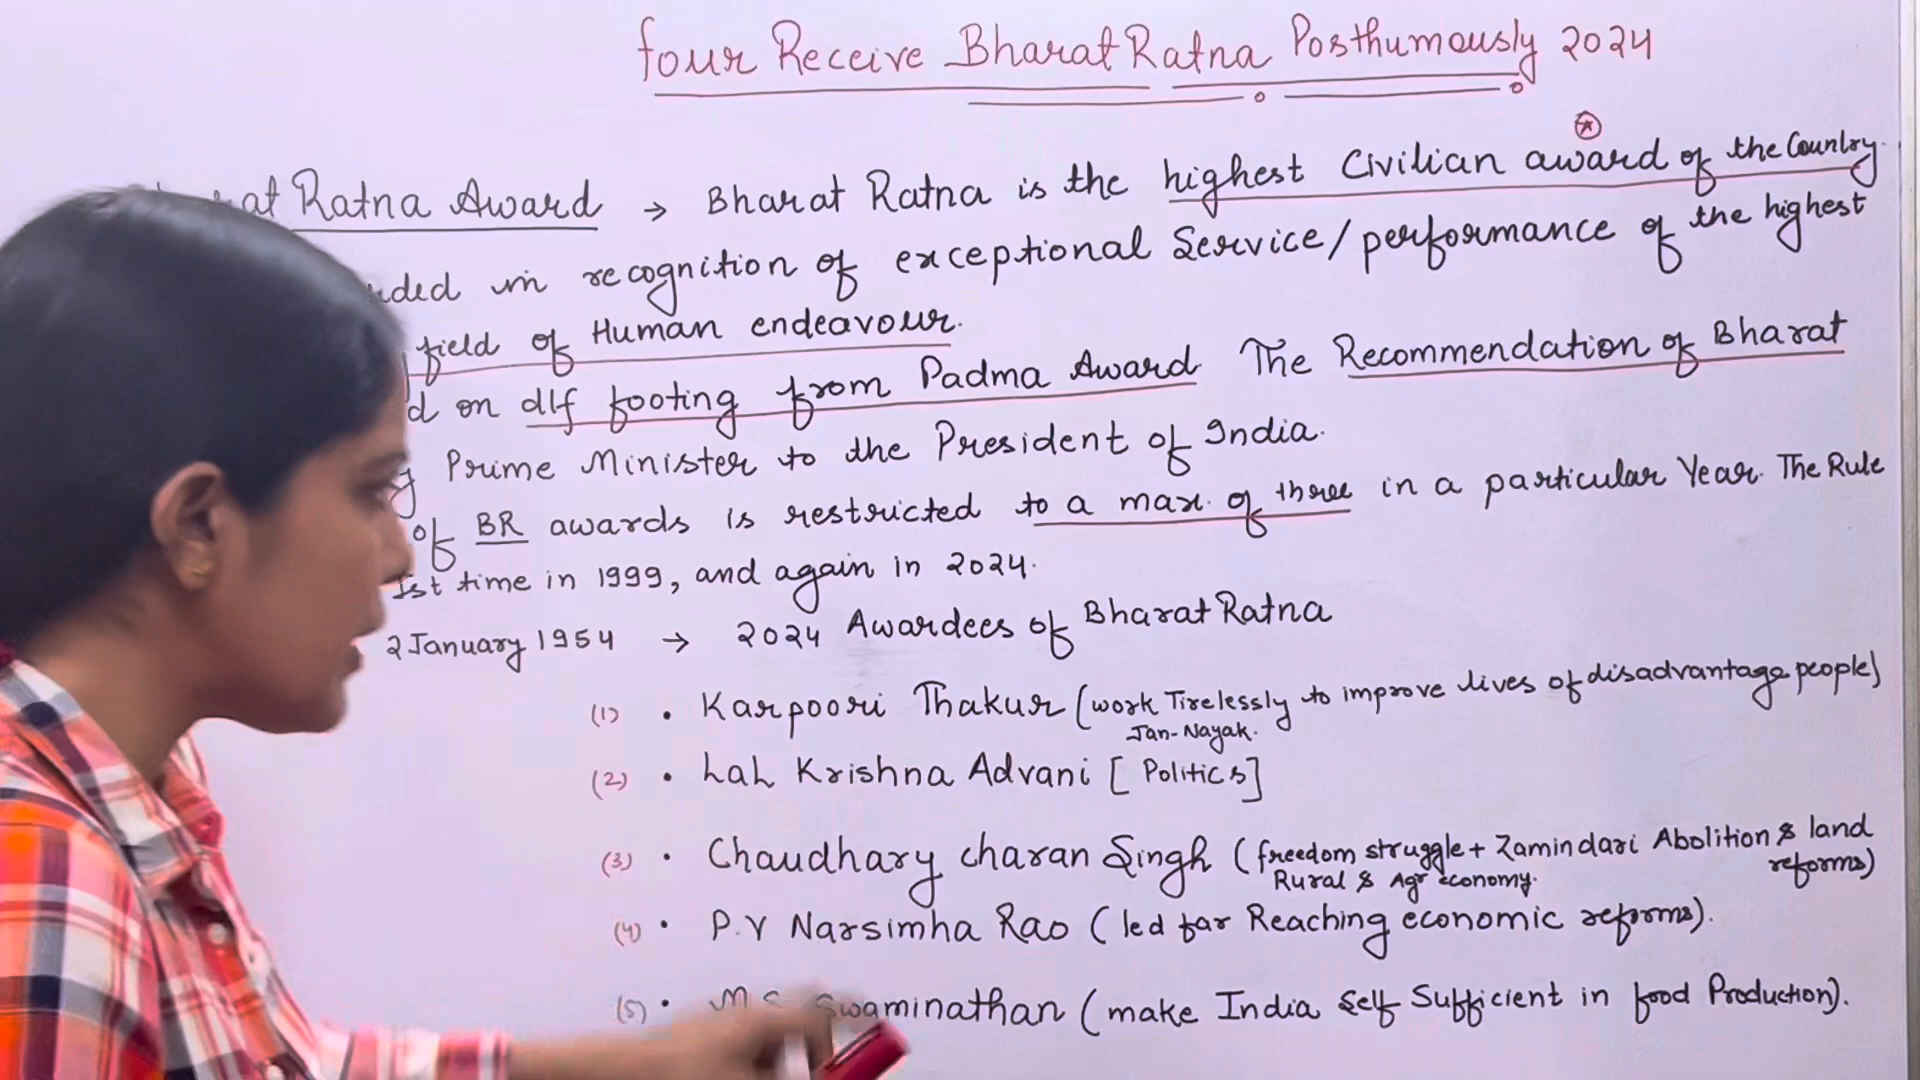 four Receive Bharat Ratna Posthumously 2024
Ratna Award → Bharat Ratna is the highest Civilian award of the Country.
in recognition of exceptional Service/performance of the highest
field of Human endeavour.
on dlf footing from Padma Award. The Recommendation of Bharat
Prime Minister to the President of India.
of BR awards is restricted to a max. of three in a particular Year. The Rule
Ist time in 1999, and again in 2024.
2 January 1954 → 2024 Awardees of Bharat Ratna
(1) • Karpoori Thakur (work Tirelessly to improve lives of disadvantage people)
Jan-Nayak.
(2) • Lal Krishna Advani [Politics]
(3) • Chaudhary charan Singh (freedom struggle + Zamindari Abolition & land reforms)
Rural & Agr economy.
(4) • P.V Narsimha Rao (led far Reaching economic reforms).
(5) • M S Swaminathan (make India Self Sufficient in food Production).